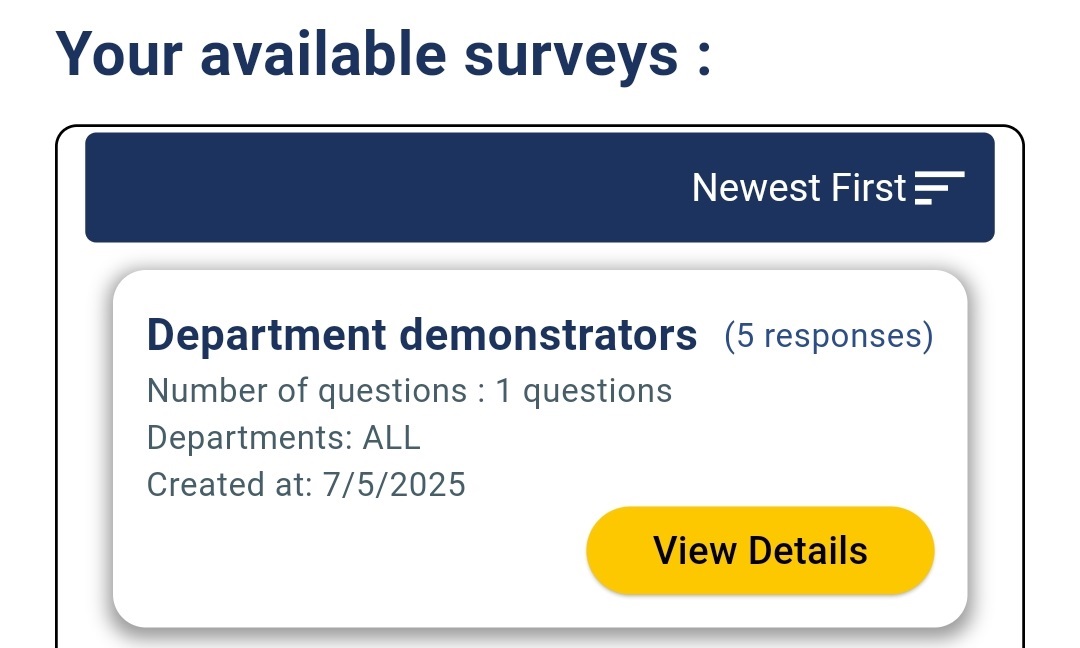 Your available surveys :
Newest First
Department demonstrators (5 responses)
Number of questions : 1 questions
Departments: ALL
Created at: 7/5/2025
View Details